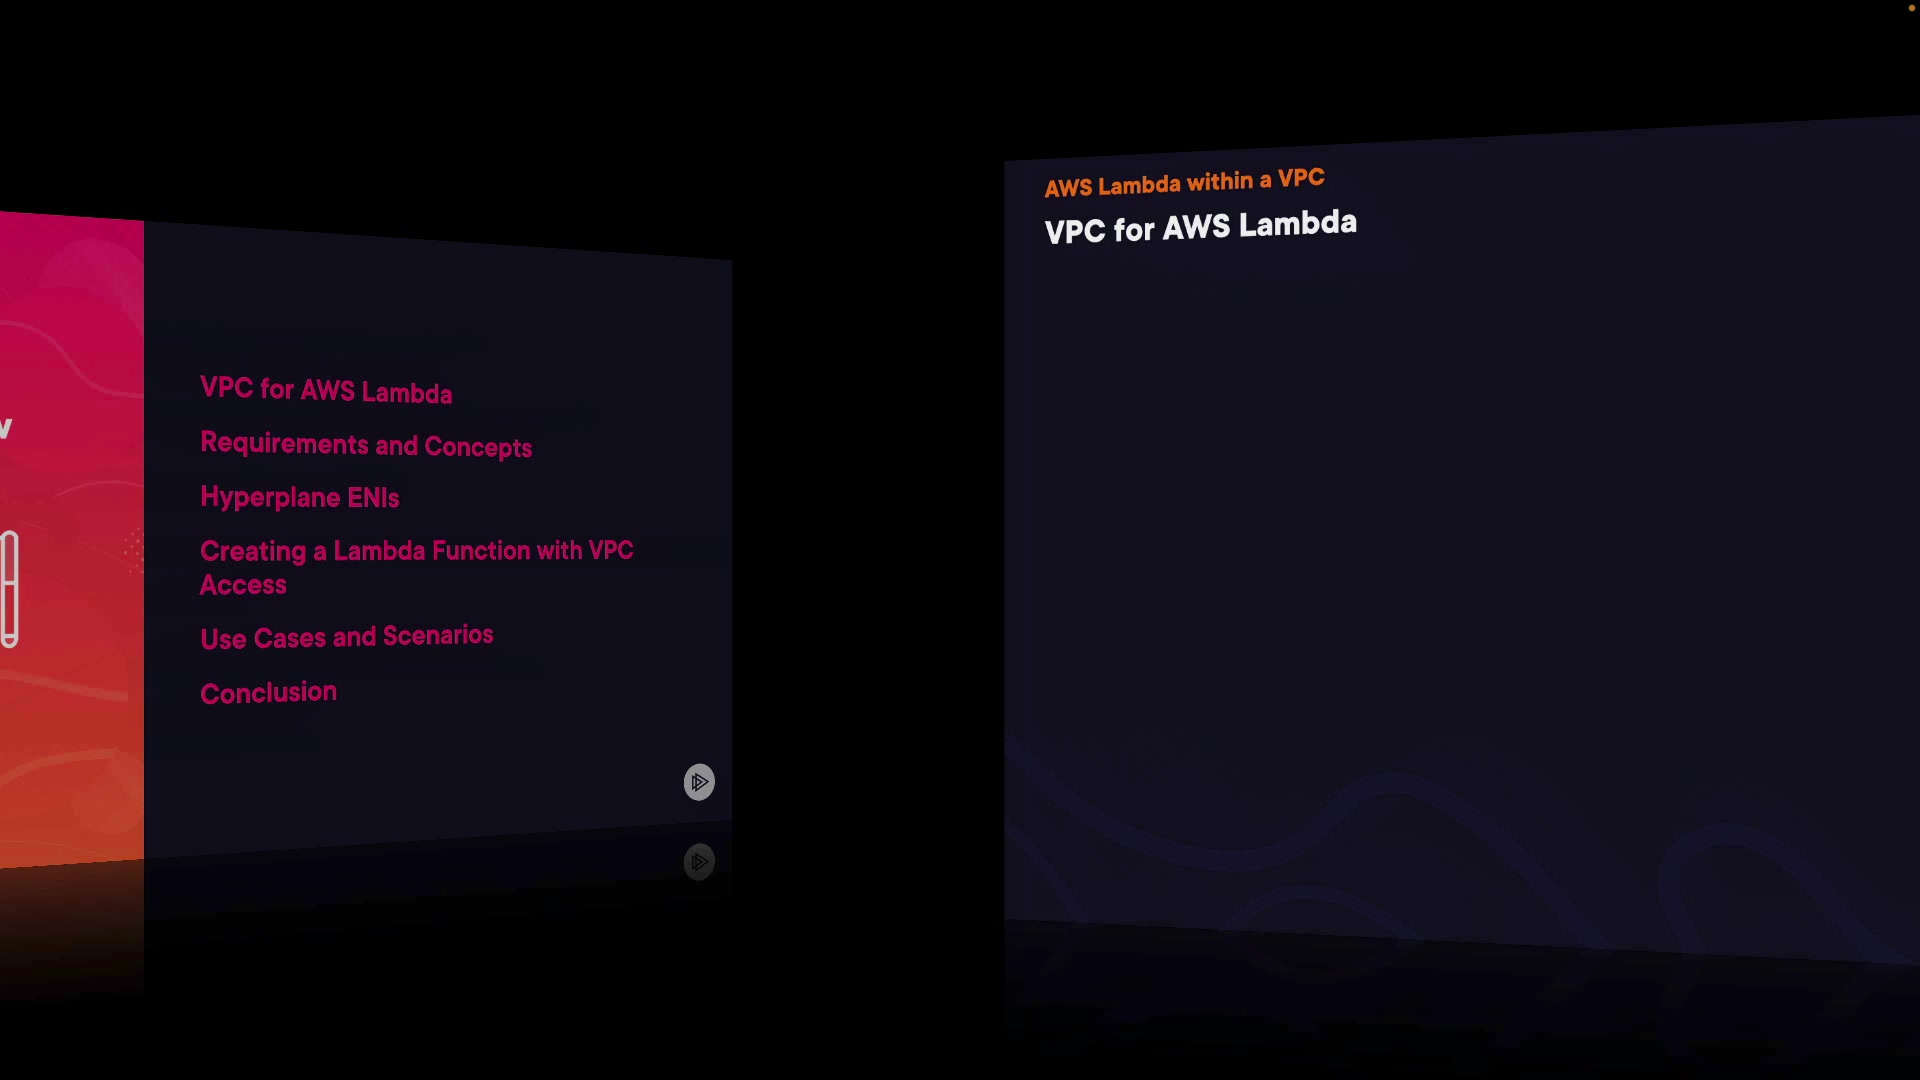 VPC for AWS Lambda
Requirements and Concepts
Hyperplane ENIs
Creating a Lambda Function with VPC
Access
Use Cases and Scenarios
Conclusion
AWS Lambda within a VPC
VPC for AWS Lambda